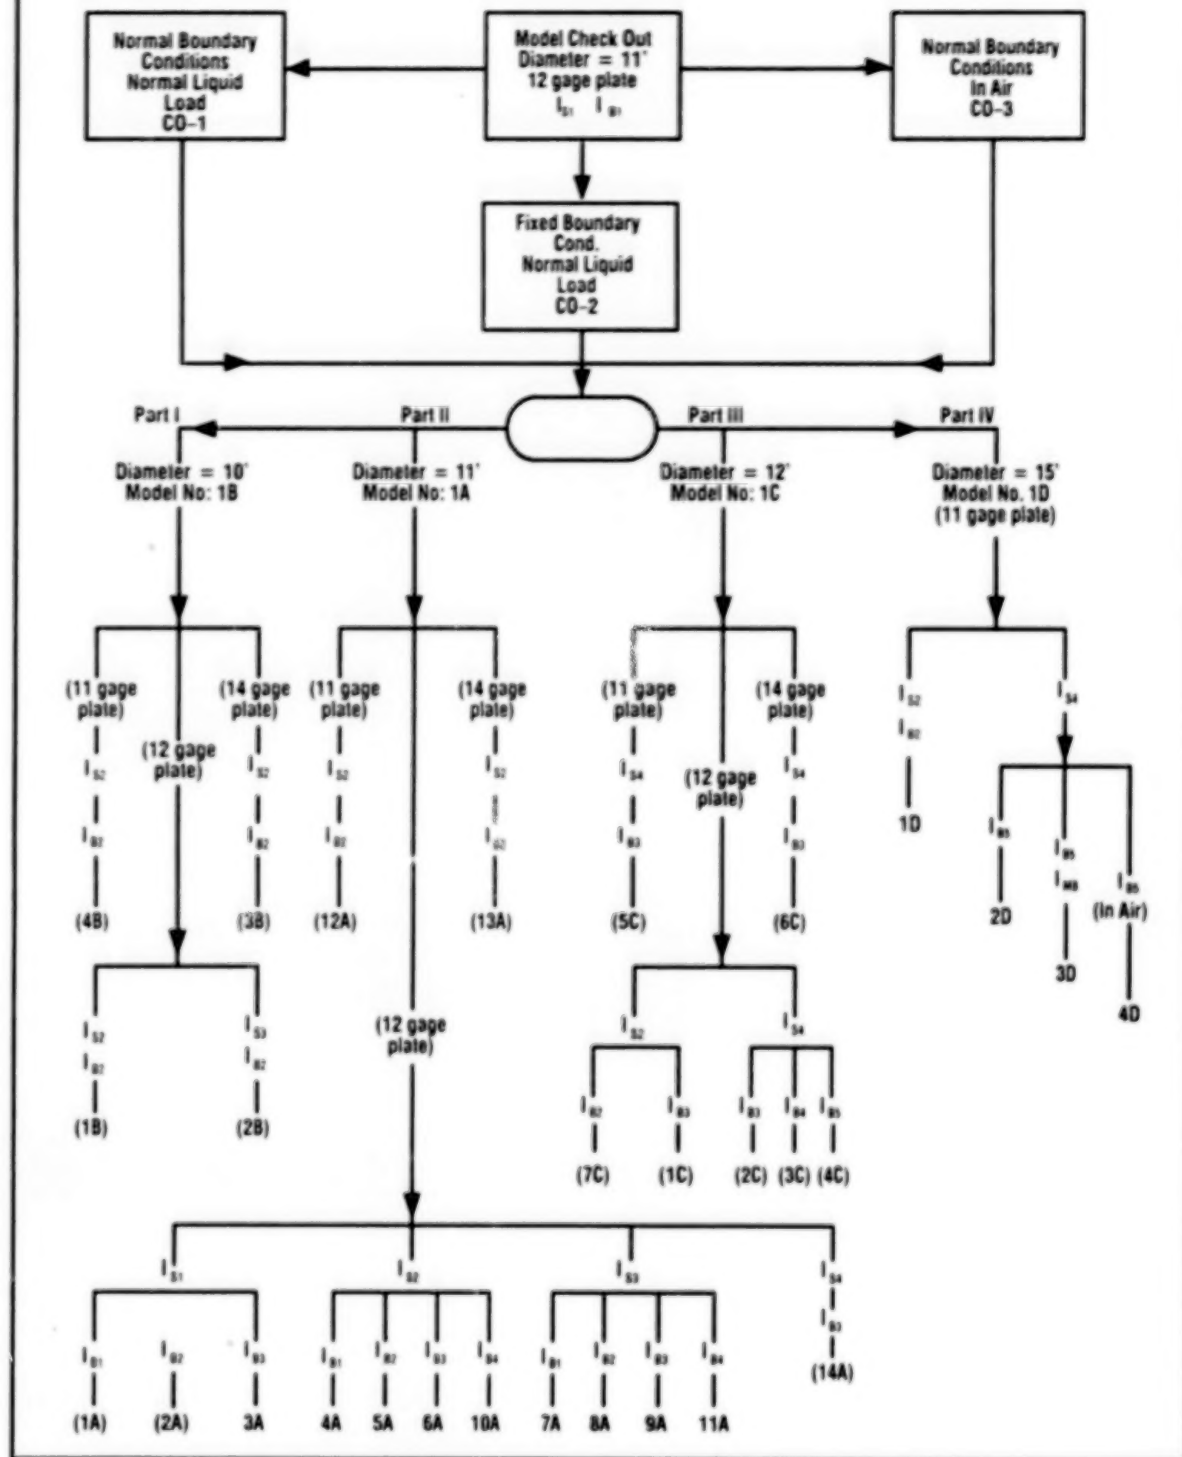 Normal Boundary
Conditions
Normal Liquid
Load
CO-1
Model Check Out
Diameter = 11'
12 gage plate
I S1 I B1
Normal Boundary
Conditions
In Air
CO-3
Fixed Boundary
Cond.
Normal Liquid
Load
CO-2
Part I
Part II
Part III
Part IV
Diameter = 10'
Model No: 1B
Diameter = 11'
Model No: 1A
Diameter = 12'
Model No: 1C
Diameter = 15'
Model No. 1D
(11 gage plate)
(11 gage
plate)
I S2
I B2
(4B)
(12 gage
plate)
(14 gage
plate)
I S2
I B2
(3B)
(11 gage
plate)
I S2
I B2
(12A)
(14 gage
plate)
I S2
(13A)
(11 gage
plate)
I S4
I B3
(5C)
(12 gage
plate)
(14 gage
plate)
I S4
I B3
(6C)
I S2
I B2
1D
I S4
I B5
2D
I B5
I MB
3D
I B5
(In Air)
4D
I S2
I B2
(1B)
I S3
I B2
(2B)
(12 gage
plate)
I S2
I B2
(7C)
I B3
(1C)
I S4
I B3
(2C)
I B4
(3C)
I B5
(4C)
I S1
I B1
(1A)
I B2
(2A)
I B3
3A
I S2
I B1
4A
I B2
5A
I B3
6A
I B4
10A
I S3
I B1
7A
I B2
8A
I B3
9A
I B4
11A
I S4
I B3
(14A)